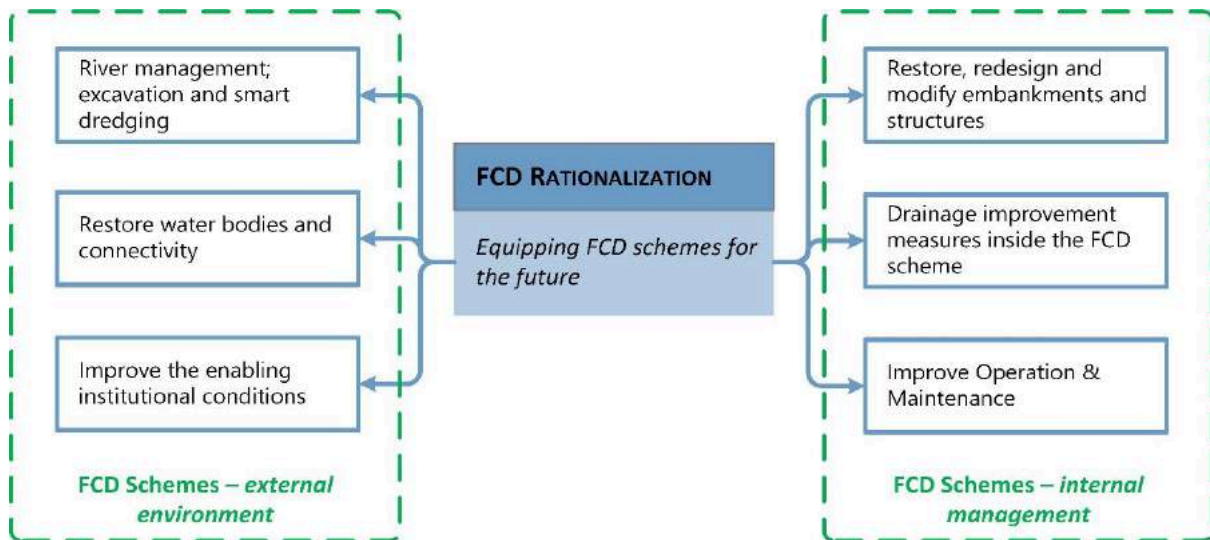 River management;
excavation and smart
dredging
Restore water bodies and
connectivity
Improve the enabling
institutional conditions
FCD Schemes – external
environment
FCD RATIONALIZATION
Equipping FCD schemes for
the future
Restore, redesign and
modify embankments and
structures
Drainage improvement
measures inside the FCD
scheme
Improve Operation &
Maintenance
FCD Schemes – internal
management